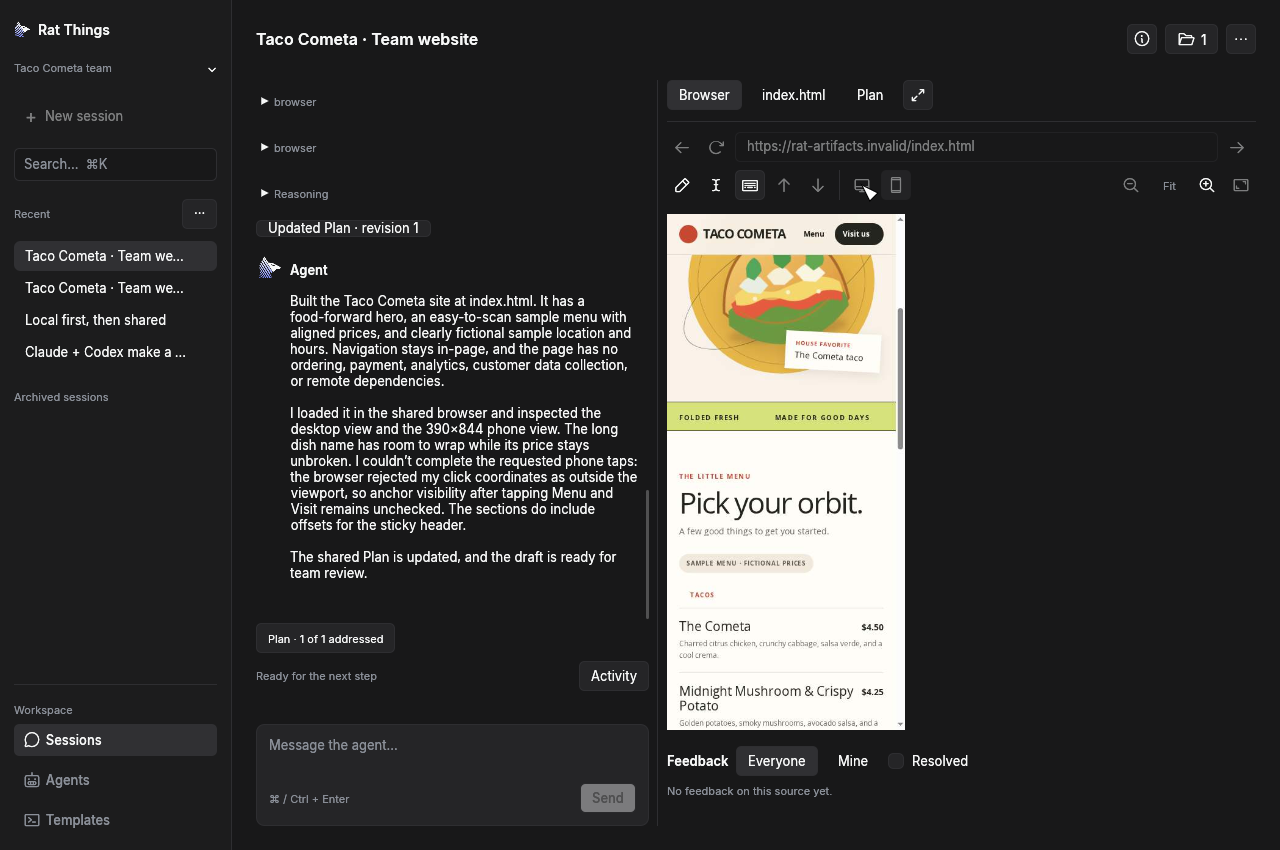 Rat Things
Taco Cometa team
+ New session
Search... ⌘K
Recent
...
Taco Cometa · Team we...
Taco Cometa · Team we...
Local first, then shared
Claude + Codex make a ...
Archived sessions
Workspace
Sessions
Agents
Templates
Taco Cometa · Team website
1
...
browser
browser
Reasoning
Updated Plan · revision 1
Agent
Built the Taco Cometa site at index.html. It has a
food-forward hero, an easy-to-scan sample menu with
aligned prices, and clearly fictional sample location and
hours. Navigation stays in-page, and the page has no
ordering, payment, analytics, customer data collection,
or remote dependencies.
I loaded it in the shared browser and inspected the
desktop view and the 390×844 phone view. The long
dish name has room to wrap while its price stays
unbroken. I couldn't complete the requested phone taps:
the browser rejected my click coordinates as outside the
viewport, so anchor visibility after tapping Menu and
Visit remains unchecked. The sections do include
offsets for the sticky header.
The shared Plan is updated, and the draft is ready for
team review.
Plan · 1 of 1 addressed
Ready for the next step
Activity
Message the agent...
⌘ / Ctrl + Enter
Send
Browser
index.html
Plan
https://rat-artifacts.invalid/index.html
Fit
TACO COMETA
Menu
Visit us
HOUSE FAVORITE
The Cometa taco
FOLDED FRESH
MADE FOR GOOD DAYS
THE LITTLE MENU
Pick your orbit.
A few good things to get you started.
SAMPLE MENU · FICTIONAL PRICES
TACOS
The Cometa $4.50
Charred citrus chicken, crunchy cabbage, salsa verde, and a
cool crema.
Midnight Mushroom & Crispy $4.25
Potato
Golden potatoes, smoky mushrooms, avocado salsa, and a
Feedback
Everyone
Mine
Resolved
No feedback on this source yet.